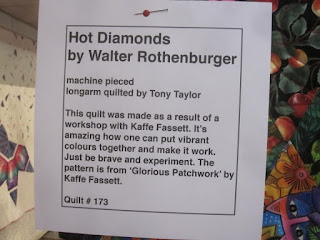 Hot Diamonds
by Walter Rothenburger
machine pieced
longarm quilted by Tony Taylor
This quilt was made as a result of a
workshop with Kaffe Fassett. It's
amazing how one can put vibrant
colours together and make it work.
Just be brave and experiment. The
pattern is from 'Glorious Patchwork' by
Kaffe Fassett.
Quilt # 173